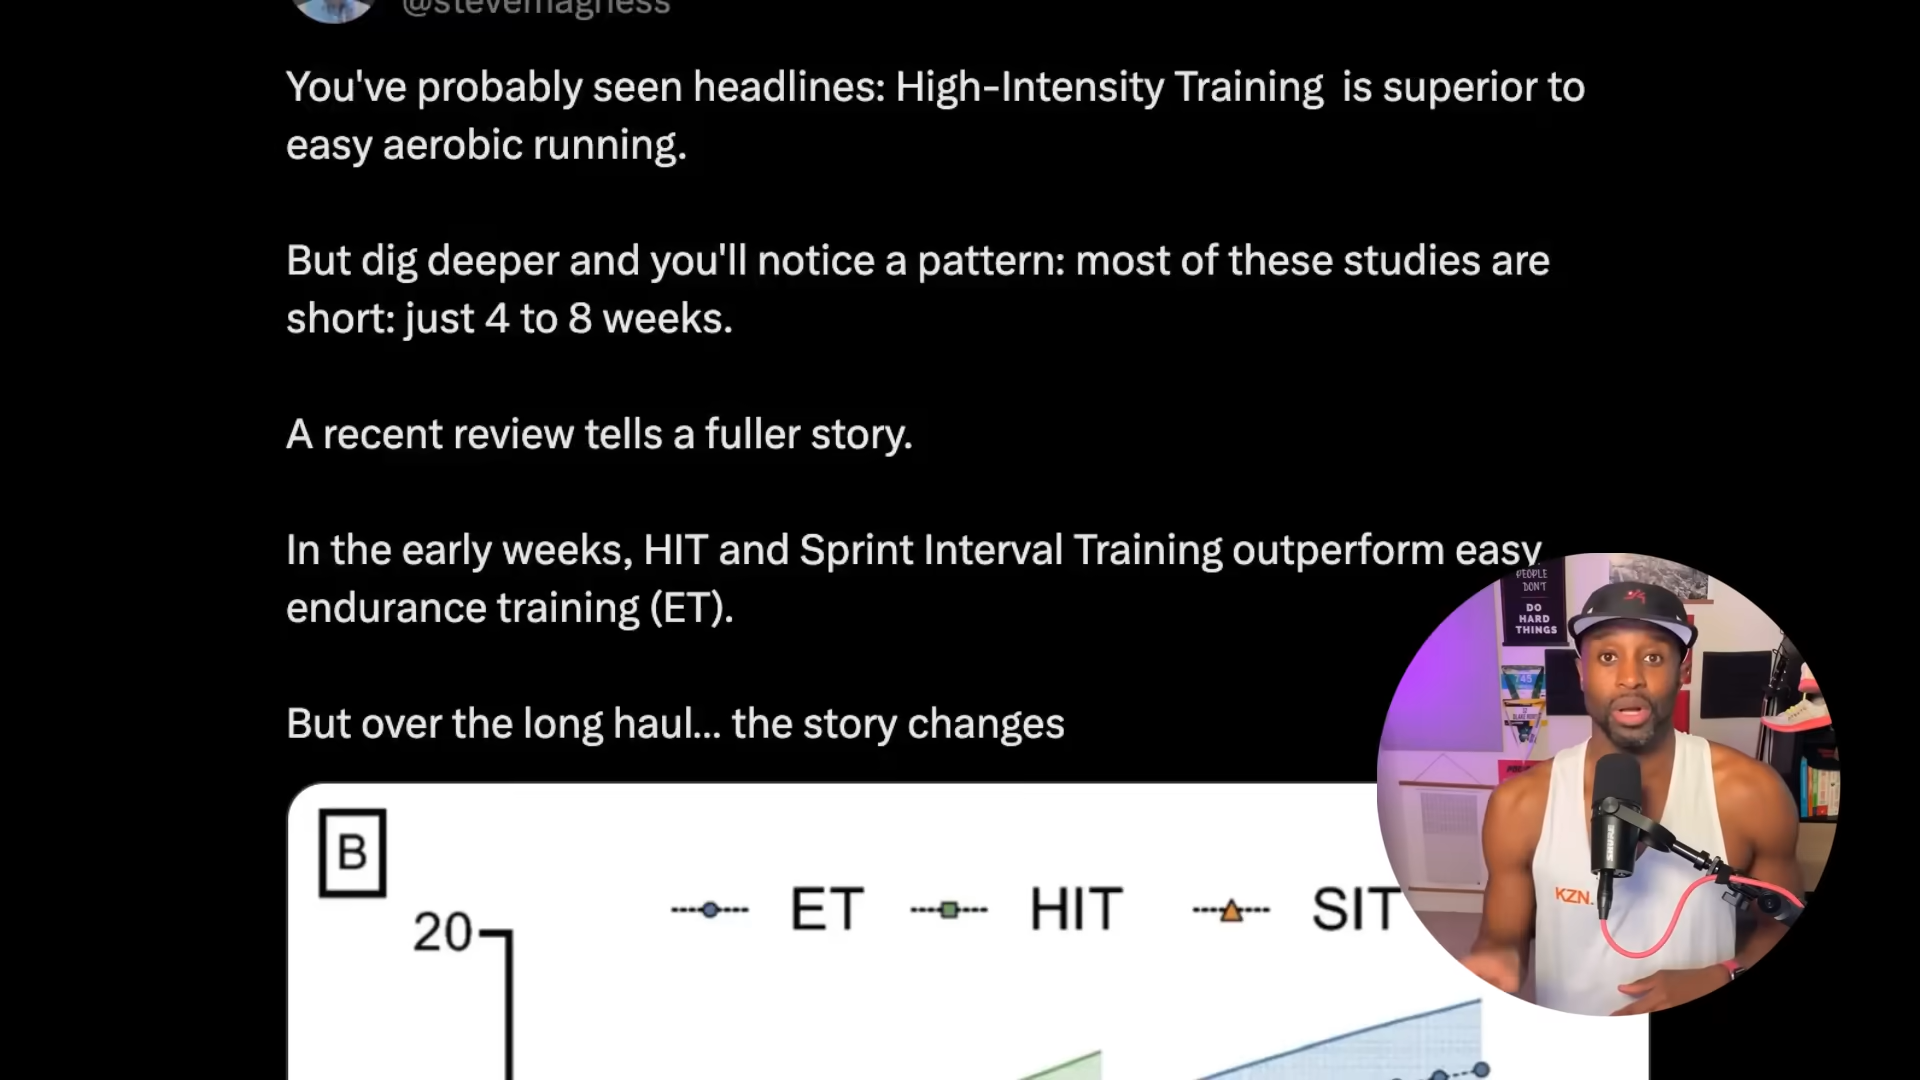 @stevemagness
You've probably seen headlines: High-Intensity Training is superior to
easy aerobic running.
But dig deeper and you'll notice a pattern: most of these studies are
short: just 4 to 8 weeks.
A recent review tells a fuller story.
In the early weeks, HIT and Sprint Interval Training outperform easy
endurance training (ET).
But over the long haul... the story changes
B
20
ET HIT SIT
PEOPLE
DON'T
DO
HARD
THINGS
745
SHURE
KZN.